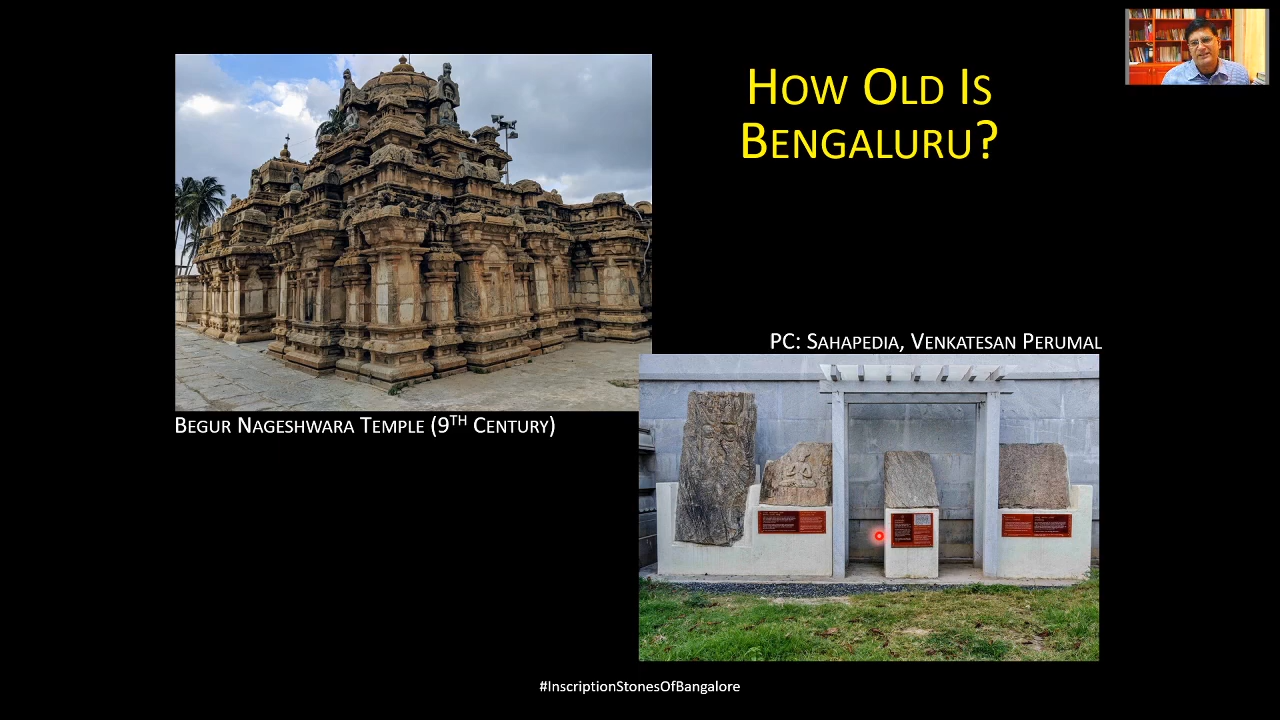 How Old Is
Bengaluru?
PC: Sahapedia, Venkatesan Perumal
Begur Nageshwara Temple (9th Century)
#InscriptionStonesOfBangalore